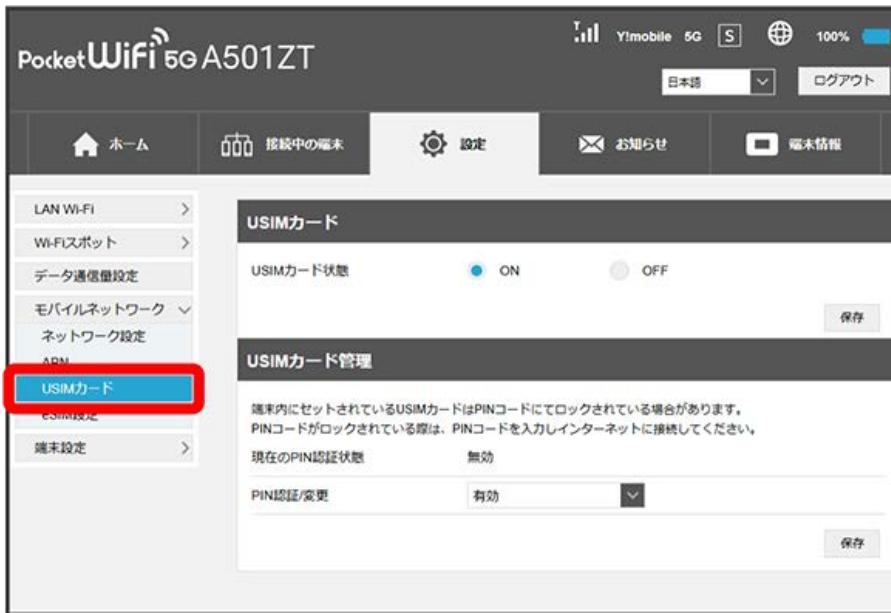 Y!mobile 5G S 100%
Pocket WiFi 5G A501ZT
日本語 ログアウト
ホーム 接続中の端末 設定 お知らせ 端末情報
LAN Wi-Fi
Wi-Fiスポット
データ通信量設定
モバイルネットワーク
ネットワーク設定
APN
USIMカード
eSIM設定
端末設定
USIMカード
USIMカード状態 ON OFF
保存
USIMカード管理
端末内にセットされているUSIMカードはPINコードにてロックされている場合があります。
PINコードがロックされている際は、PINコードを入力しインターネットに接続してください。
現在のPIN認証状態 無効
PIN認証/変更 有効
保存